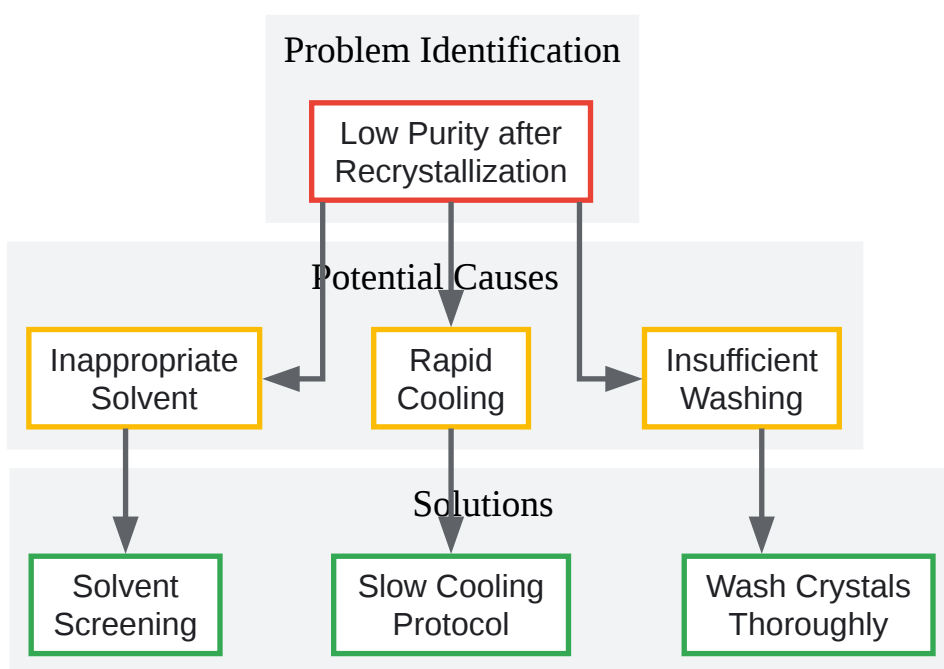 Problem Identification
Low Purity after
Recrystallization
Potential Causes
Inappropriate
Solvent
Rapid
Cooling
Insufficient
Washing
Solutions
Solvent
Screening
Slow Cooling
Protocol
Wash Crystals
Thoroughly